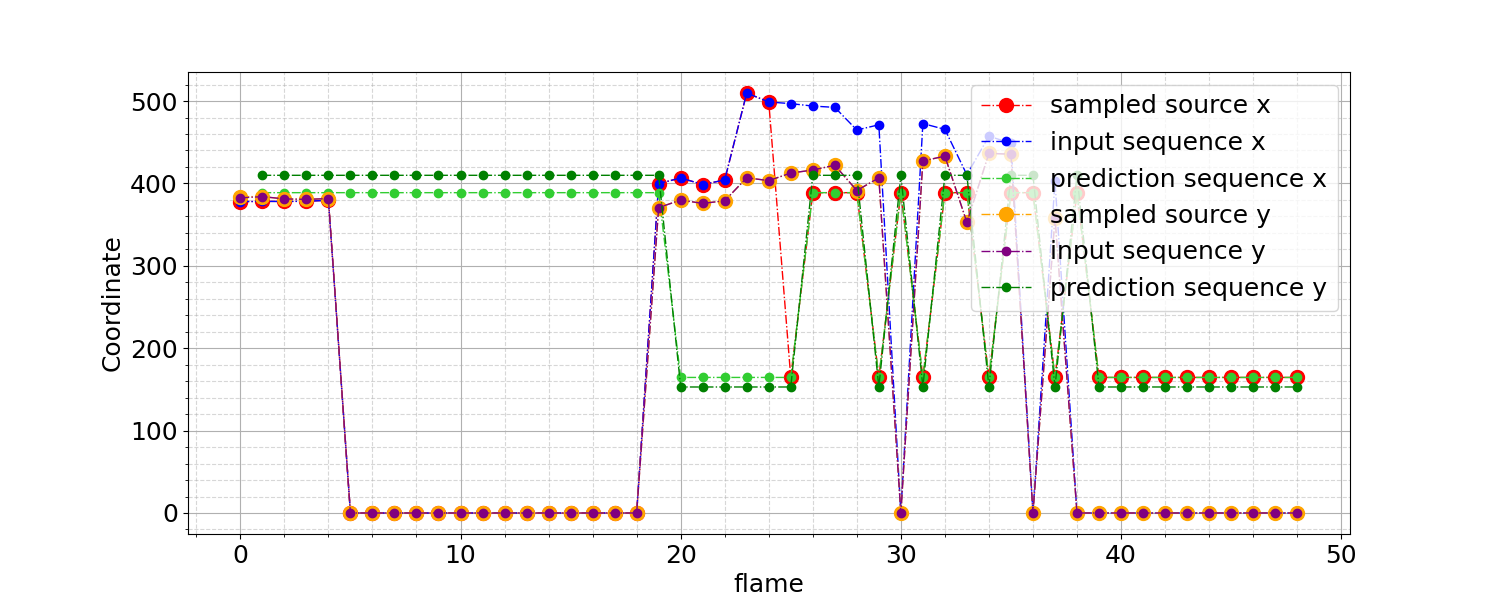 500
400
300
200
100
0
Coordinate
0 10 20 30 40 50
flame
sampled source x
input sequence x
prediction sequence x
sampled source y
input sequence y
prediction sequence y